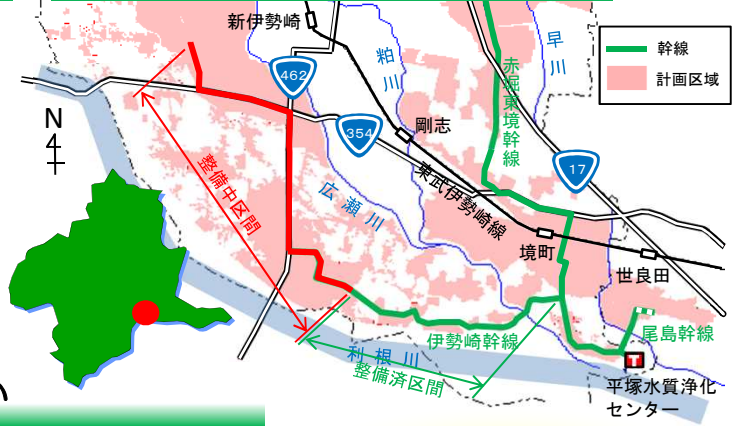 新伊勢崎
粕川
早川
幹線
計画区域
462
赤堀東境幹線
N
剛志
354
17
整備中区間
東武伊勢崎線
広瀬川
境町
世良田
伊勢崎幹線
尾島幹線
利根川
整備済区間
平塚水質浄化
センター